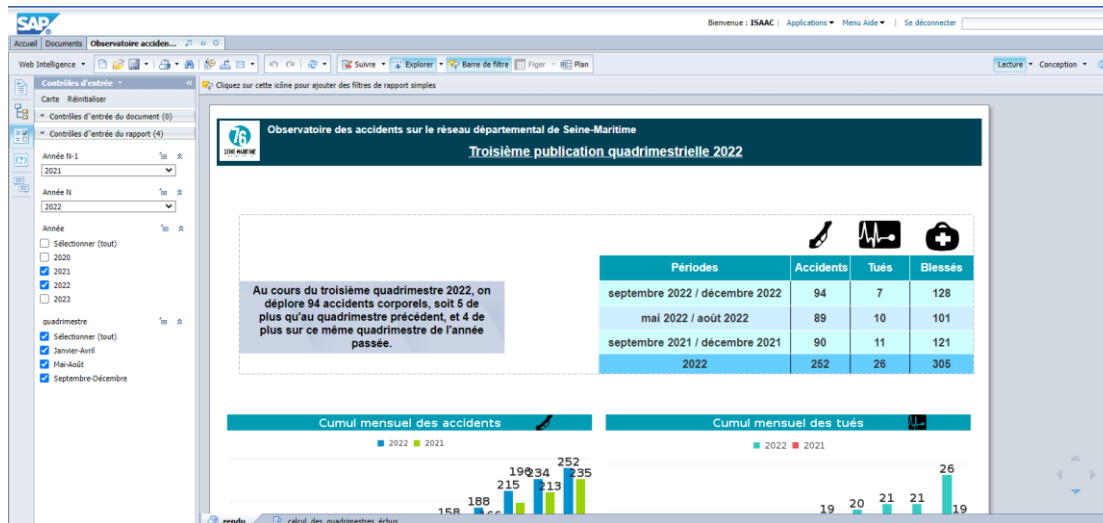 SAP
Bienvenue : ISAAC | Applications Menu Aide | Se déconnecter
Accueil Documents Observatoire acciden...
Web Intelligence Suivre Explorer Barre de filtre Figer Plan Lecture Conception
Contrôles d'entrée
Cliquez sur cette icône pour ajouter des filtres de rapport simples
Carte Réinitialiser
Contrôles d'entrée du document (0)
Contrôles d'entrée du rapport (4)
Année N-1
2021
Année N
2022
Année
Sélectionner (tout)
2020
2021
2022
2023
quadrimestre
Sélectionner (tout)
Janvier-Avril
Mai-Août
Septembre-Décembre
76
SEINE-MARITIME
Observatoire des accidents sur le réseau départemental de Seine-Maritime
Troisième publication quadrimestrielle 2022
Au cours du troisième quadrimestre 2022, on
déplore 94 accidents corporels, soit 5 de
plus qu'au quadrimestre précédent, et 4 de
plus sur ce même quadrimestre de l'année
passée.
Périodes Accidents Tués Blessés
septembre 2022 / décembre 2022 94 7 128
mai 2022 / août 2022 89 10 101
septembre 2021 / décembre 2021 90 11 121
2022 252 26 305
Cumul mensuel des accidents
2022 2021
252
234 235
215 213
188
158
Cumul mensuel des tués
2022 2021
26
21 21
20
19 19
rendu calcul_des_quadrimestres_échus